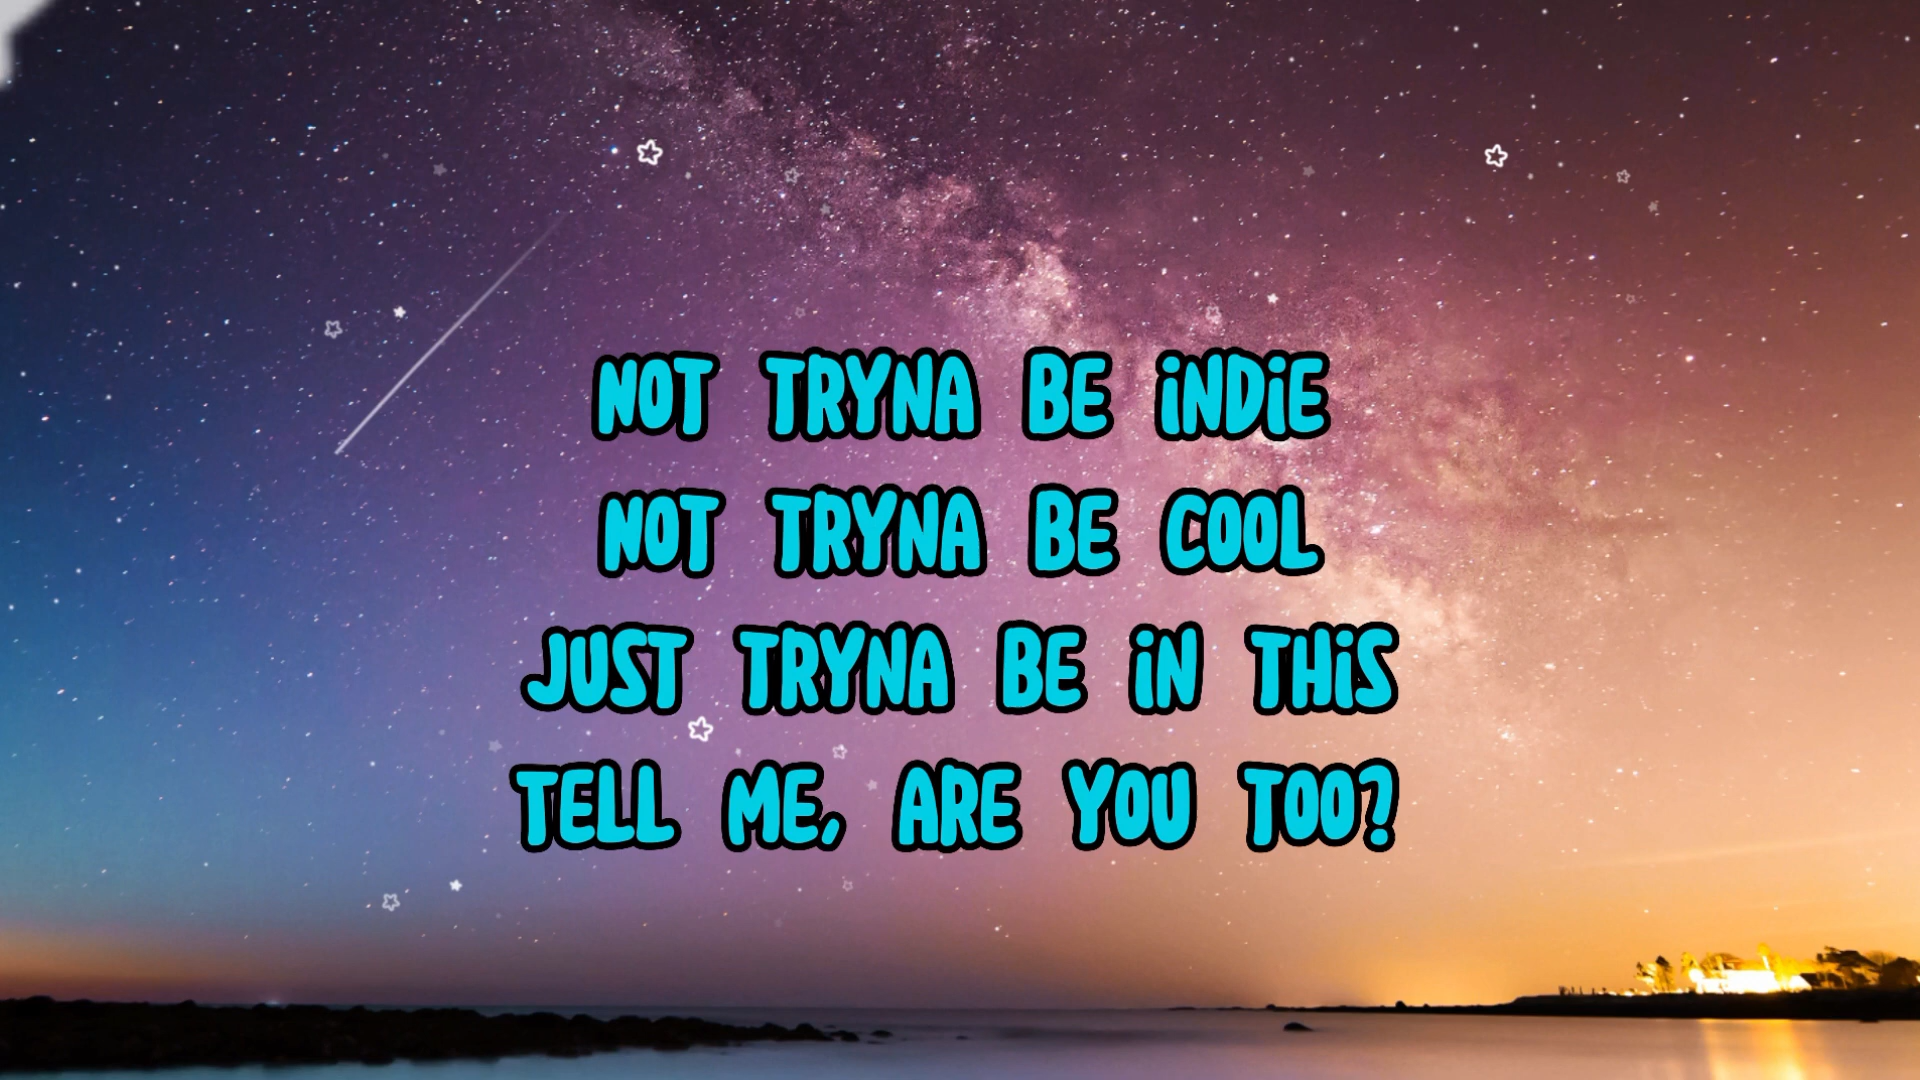 NOT TRYNA BE iNDiE
NOT TRYNA BE COOL
JUST TRYNA BE iN THiS
TELL ME, ARE YOU TOO?